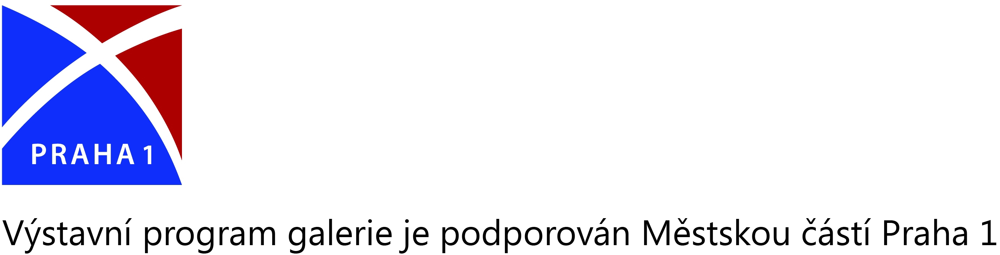 PRAHA 1
Výstavní program galerie je podporován Městskou částí Praha 1